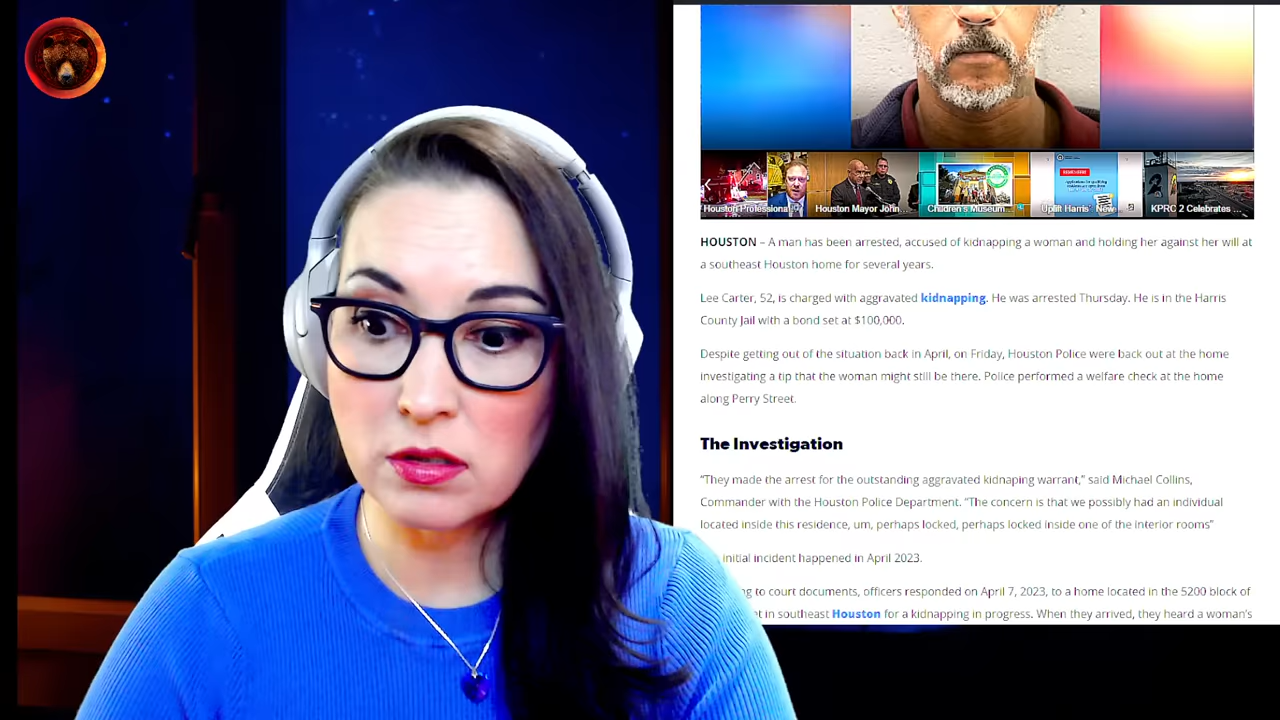 Houston Professional
Houston Mayor John...
Children's Museum...
Uplift Harris' New
KPRC 2 Celebrates ...
HOUSTON – A man has been arrested, accused of kidnapping a woman and holding her against her will at
a southeast Houston home for several years.
Lee Carter, 52, is charged with aggravated kidnapping. He was arrested Thursday. He is in the Harris
County Jail with a bond set at $100,000.
Despite getting out of the situation back in April, on Friday, Houston Police were back out at the home
investigating a tip that the woman might still be there. Police performed a welfare check at the home
along Perry Street.
The Investigation
“They made the arrest for the outstanding aggravated kidnaping warrant,” said Michael Collins,
Commander with the Houston Police Department. “The concern is that we possibly had an individual
located inside this residence, um, perhaps locked, perhaps locked inside one of the interior rooms”
initial incident happened in April 2023.
ng to court documents, officers responded on April 7, 2023, to a home located in the 5200 block of
et in southeast Houston for a kidnapping in progress. When they arrived, they heard a woman's